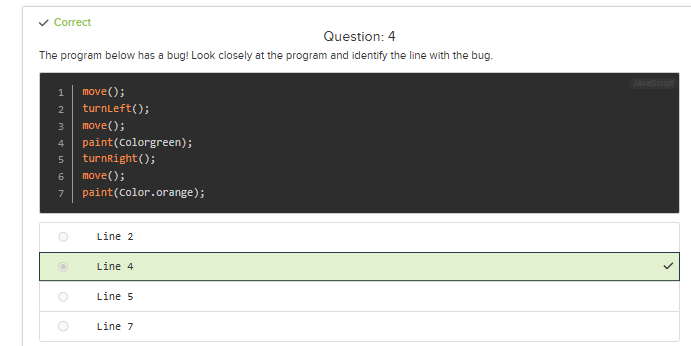 Correct
Question: 4
The program below has a bug! Look closely at the program and identify the line with the bug.
JavaScript
1 move();
2 turnLeft();
3 move();
4 paint(Colorgreen);
5 turnRight();
6 move();
7 paint(Color.orange);
Line 2
Line 4
Line 5
Line 7